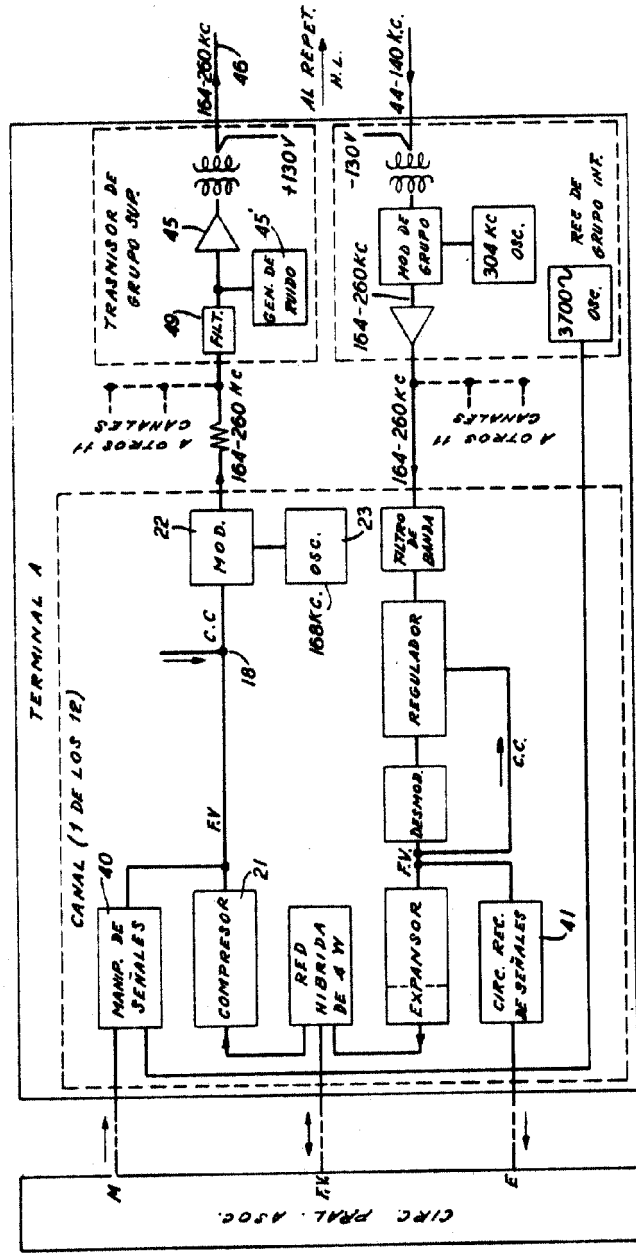 TERMINAL A
CANAL (1 DE LOS 12)
CIRC. PRAL. ASOC.
M
F.V.
E
40
MANIP. DE
SEÑALES
COMPRESOR
21
RED
HIBRIDA
DE 4 W
EXPANSOR
CIRC. REC.
DE SEÑALES
41
F.V
C.C
18
22
MOD.
OSC.
23
168KC.
F.V.
DESMOD.
REGULADOR
C.C.
FILTRO
DE
BANDA
164-260 KC
A OTROS 11
CANALES
164-260KC
A OTROS 11
CANALES
TRASMISOR DE
GRUPO SUP.
49
FILT.
45
GEN. DE
RUIDO
45'
+130V
164-260KC
46
AL REPET.
H.L.
44-140 K.C.
-130V
164-260KC
MOD DE
GRUPO
304 KC
OSC.
3700~
OSC.
REC DE
GRUPO INF.